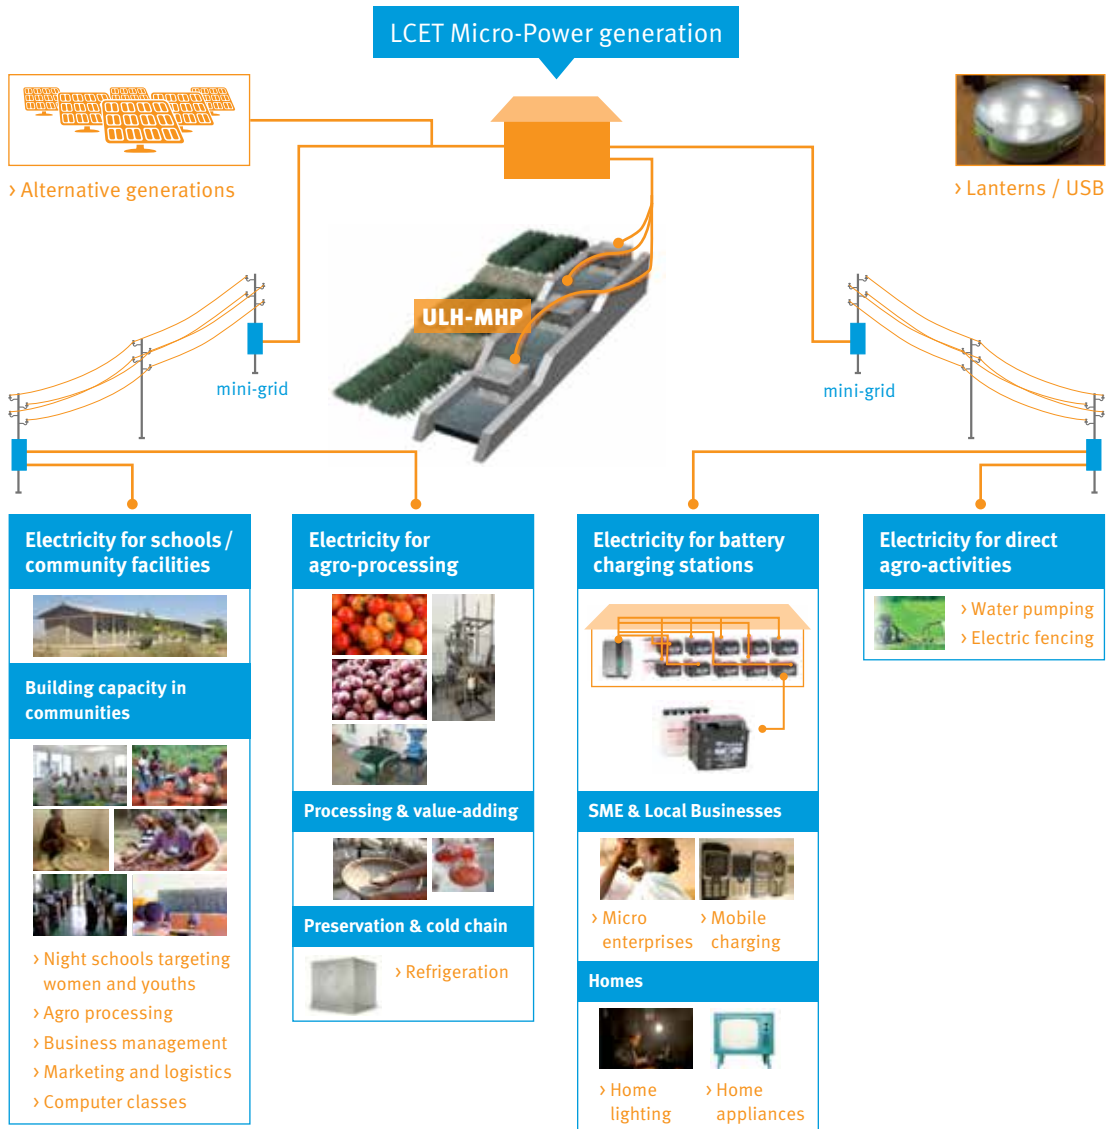 LCET Micro-Power generation
> Alternative generations
> Lanterns / USB
ULH-MHP
mini-grid
mini-grid
Electricity for schools /
community facilities
Building capacity in
communities
> Night schools targeting
women and youths
> Agro processing
> Business management
> Marketing and logistics
> Computer classes
Electricity for
agro-processing
Processing & value-adding
Preservation & cold chain
> Refrigeration
Electricity for battery
charging stations
SME & Local Businesses
> Micro
enterprises
> Mobile
charging
Homes
> Home
lighting
> Home
appliances
Electricity for direct
agro-activities
> Water pumping
> Electric fencing